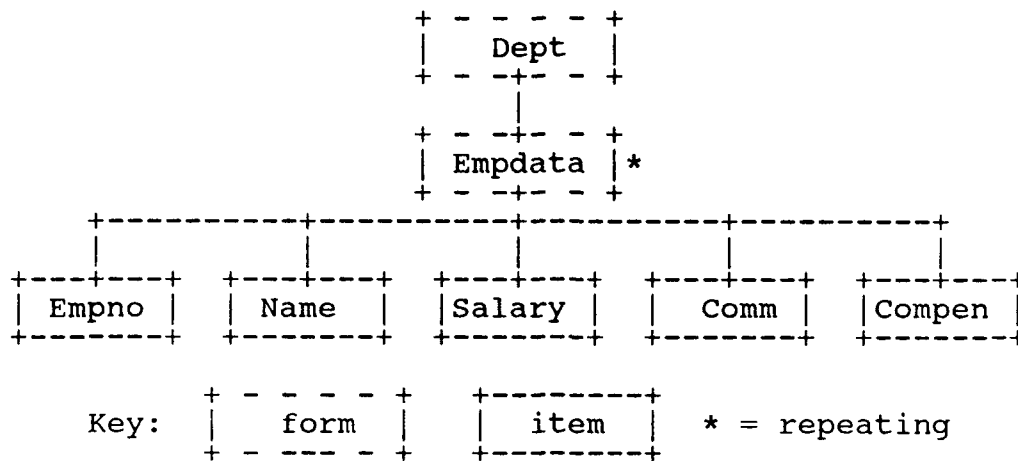 Dept
Empdata *
Empno Name Salary Comm Compen
Key: form item * = repeating